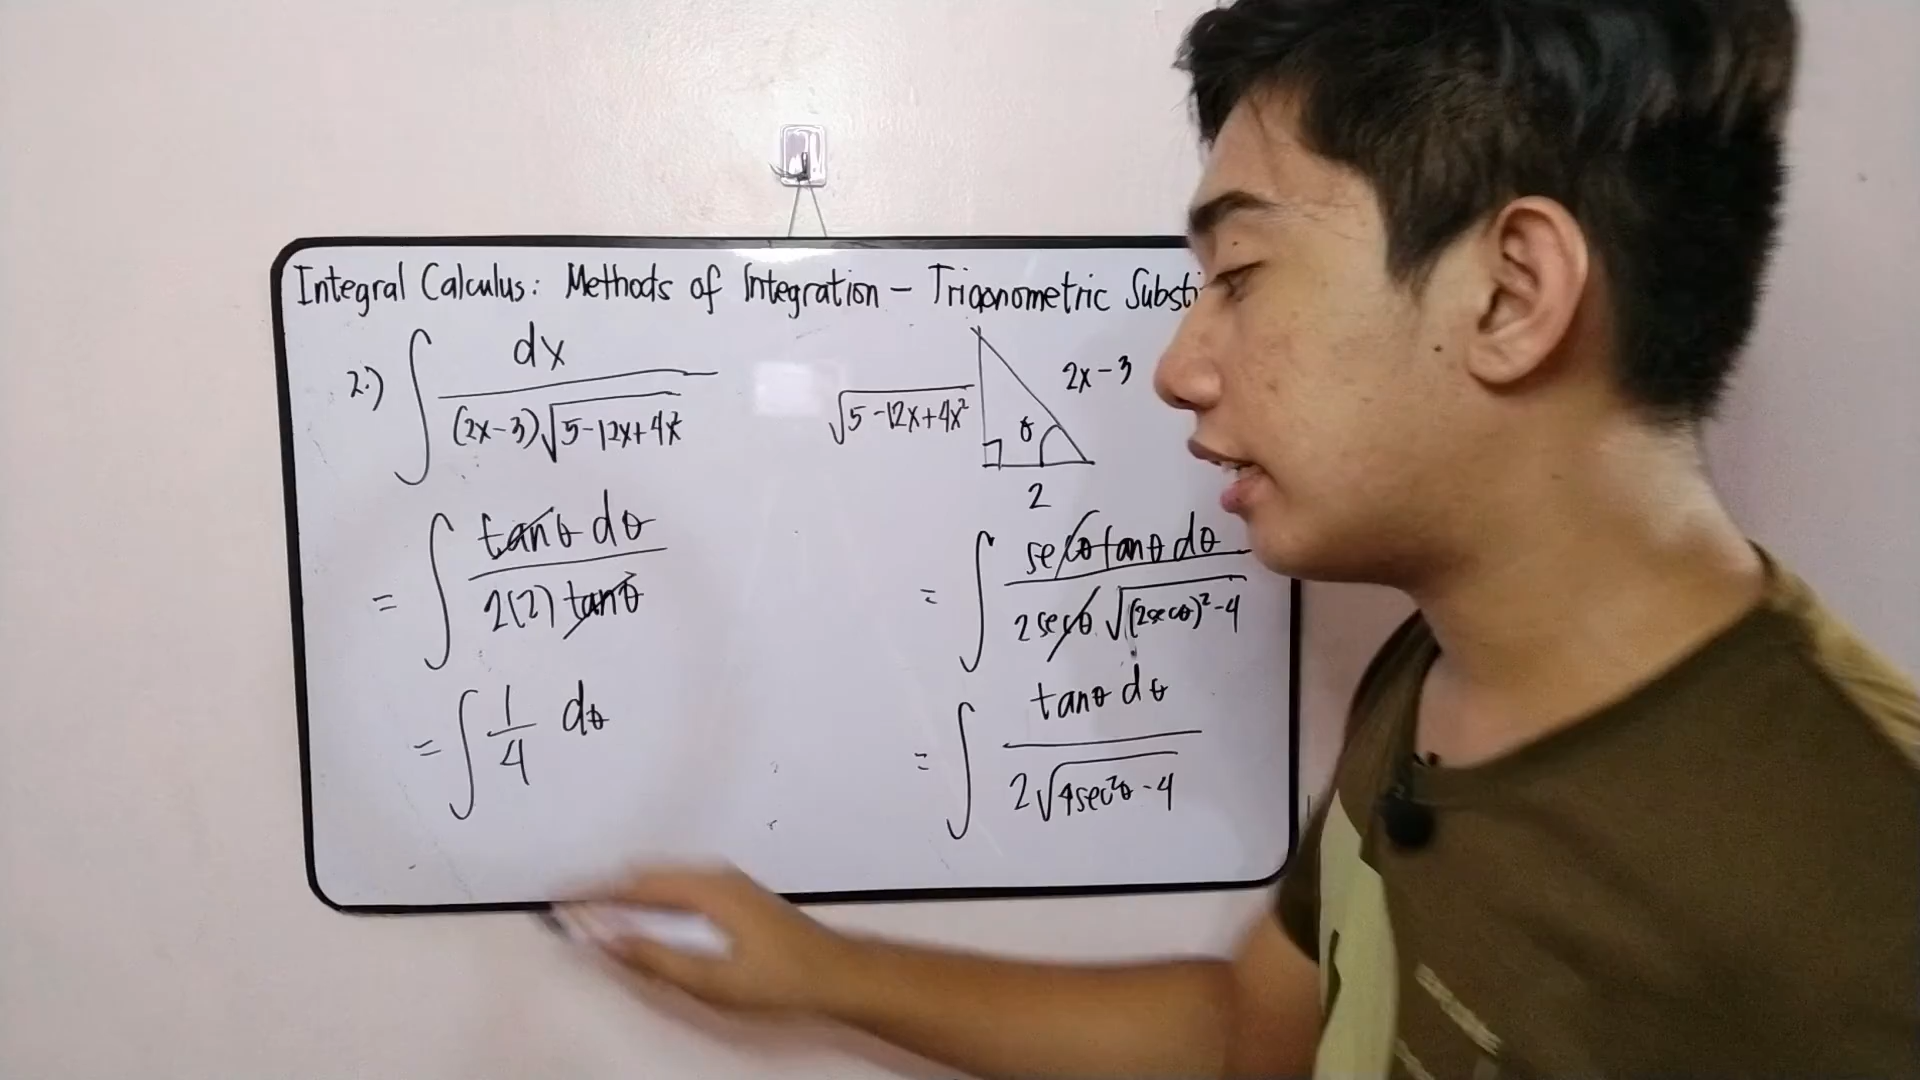 Integral Calculus: Methods of Integration - Trigonometric Substi
2.) ∫ dx / (2x-3)√5-12x+4x²
√5-12x+4x²
2x-3
θ
2
= ∫ tanθ dθ / 2(2) tanθ
= ∫ secθ tanθ dθ / 2secθ √(2secθ)²-4
= ∫ 1/4 dθ
= ∫ tanθ dθ / 2√4sec²θ-4